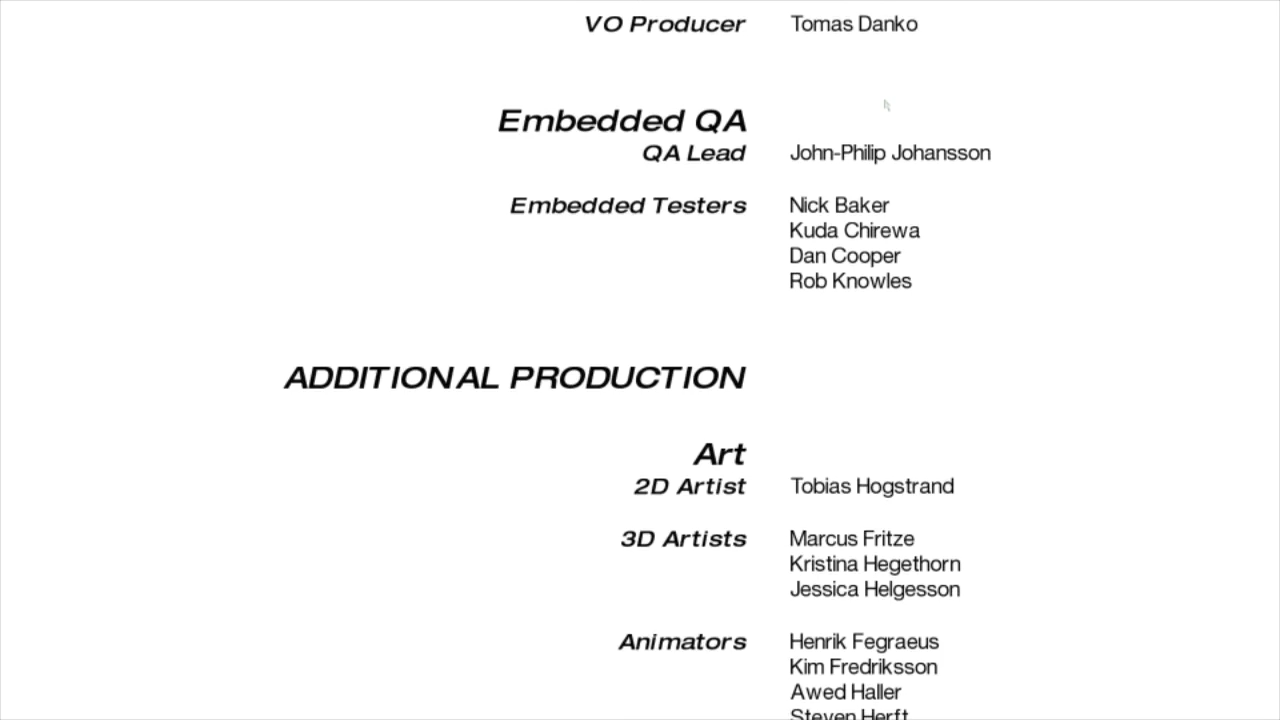 VO Producer Tomas Danko
Embedded QA
QA Lead John-Philip Johansson
Embedded Testers Nick Baker
Kuda Chirewa
Dan Cooper
Rob Knowles
ADDITIONAL PRODUCTION
Art
2D Artist Tobias Hogstrand
3D Artists Marcus Fritze
Kristina Hegethorn
Jessica Helgesson
Animators Henrik Fegraeus
Kim Fredriksson
Awed Haller
Steven Herft